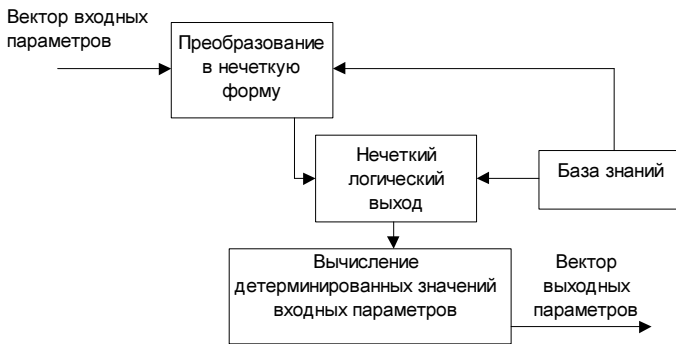 Вектор входных
параметров
Преобразование
в нечеткую
форму
Нечеткий
логический
выход
База знаний
Вычисление
детерминированных значений
входных параметров
Вектор
выходных
параметров